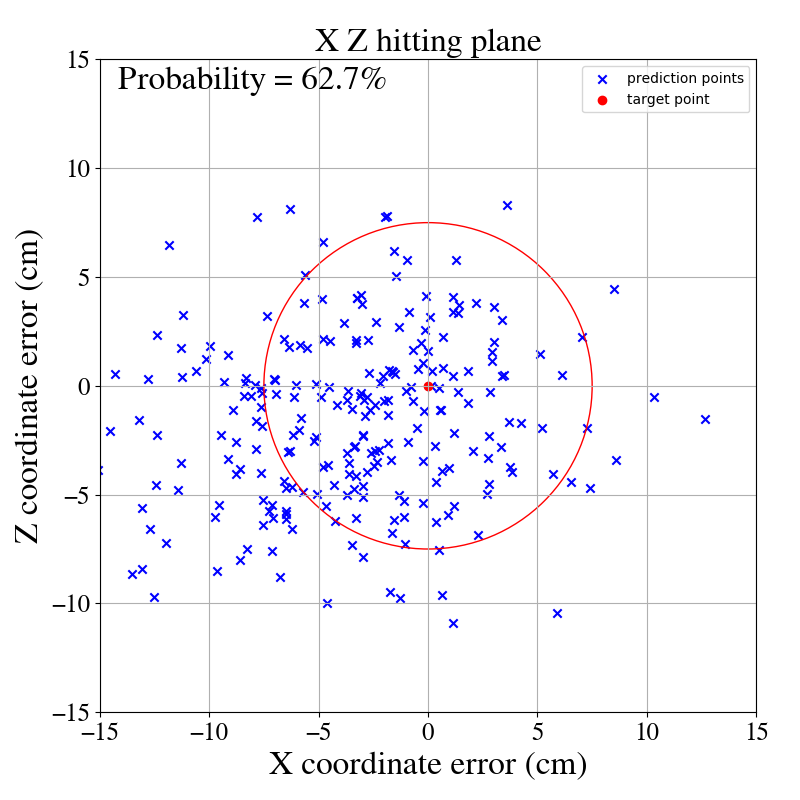 X Z hitting plane
Probability = 62.7%
prediction points
target point
Z coordinate error (cm)
15
10
5
0
−5
−10
−15
−15
−10
−5
0
5
10
15
X coordinate error (cm)